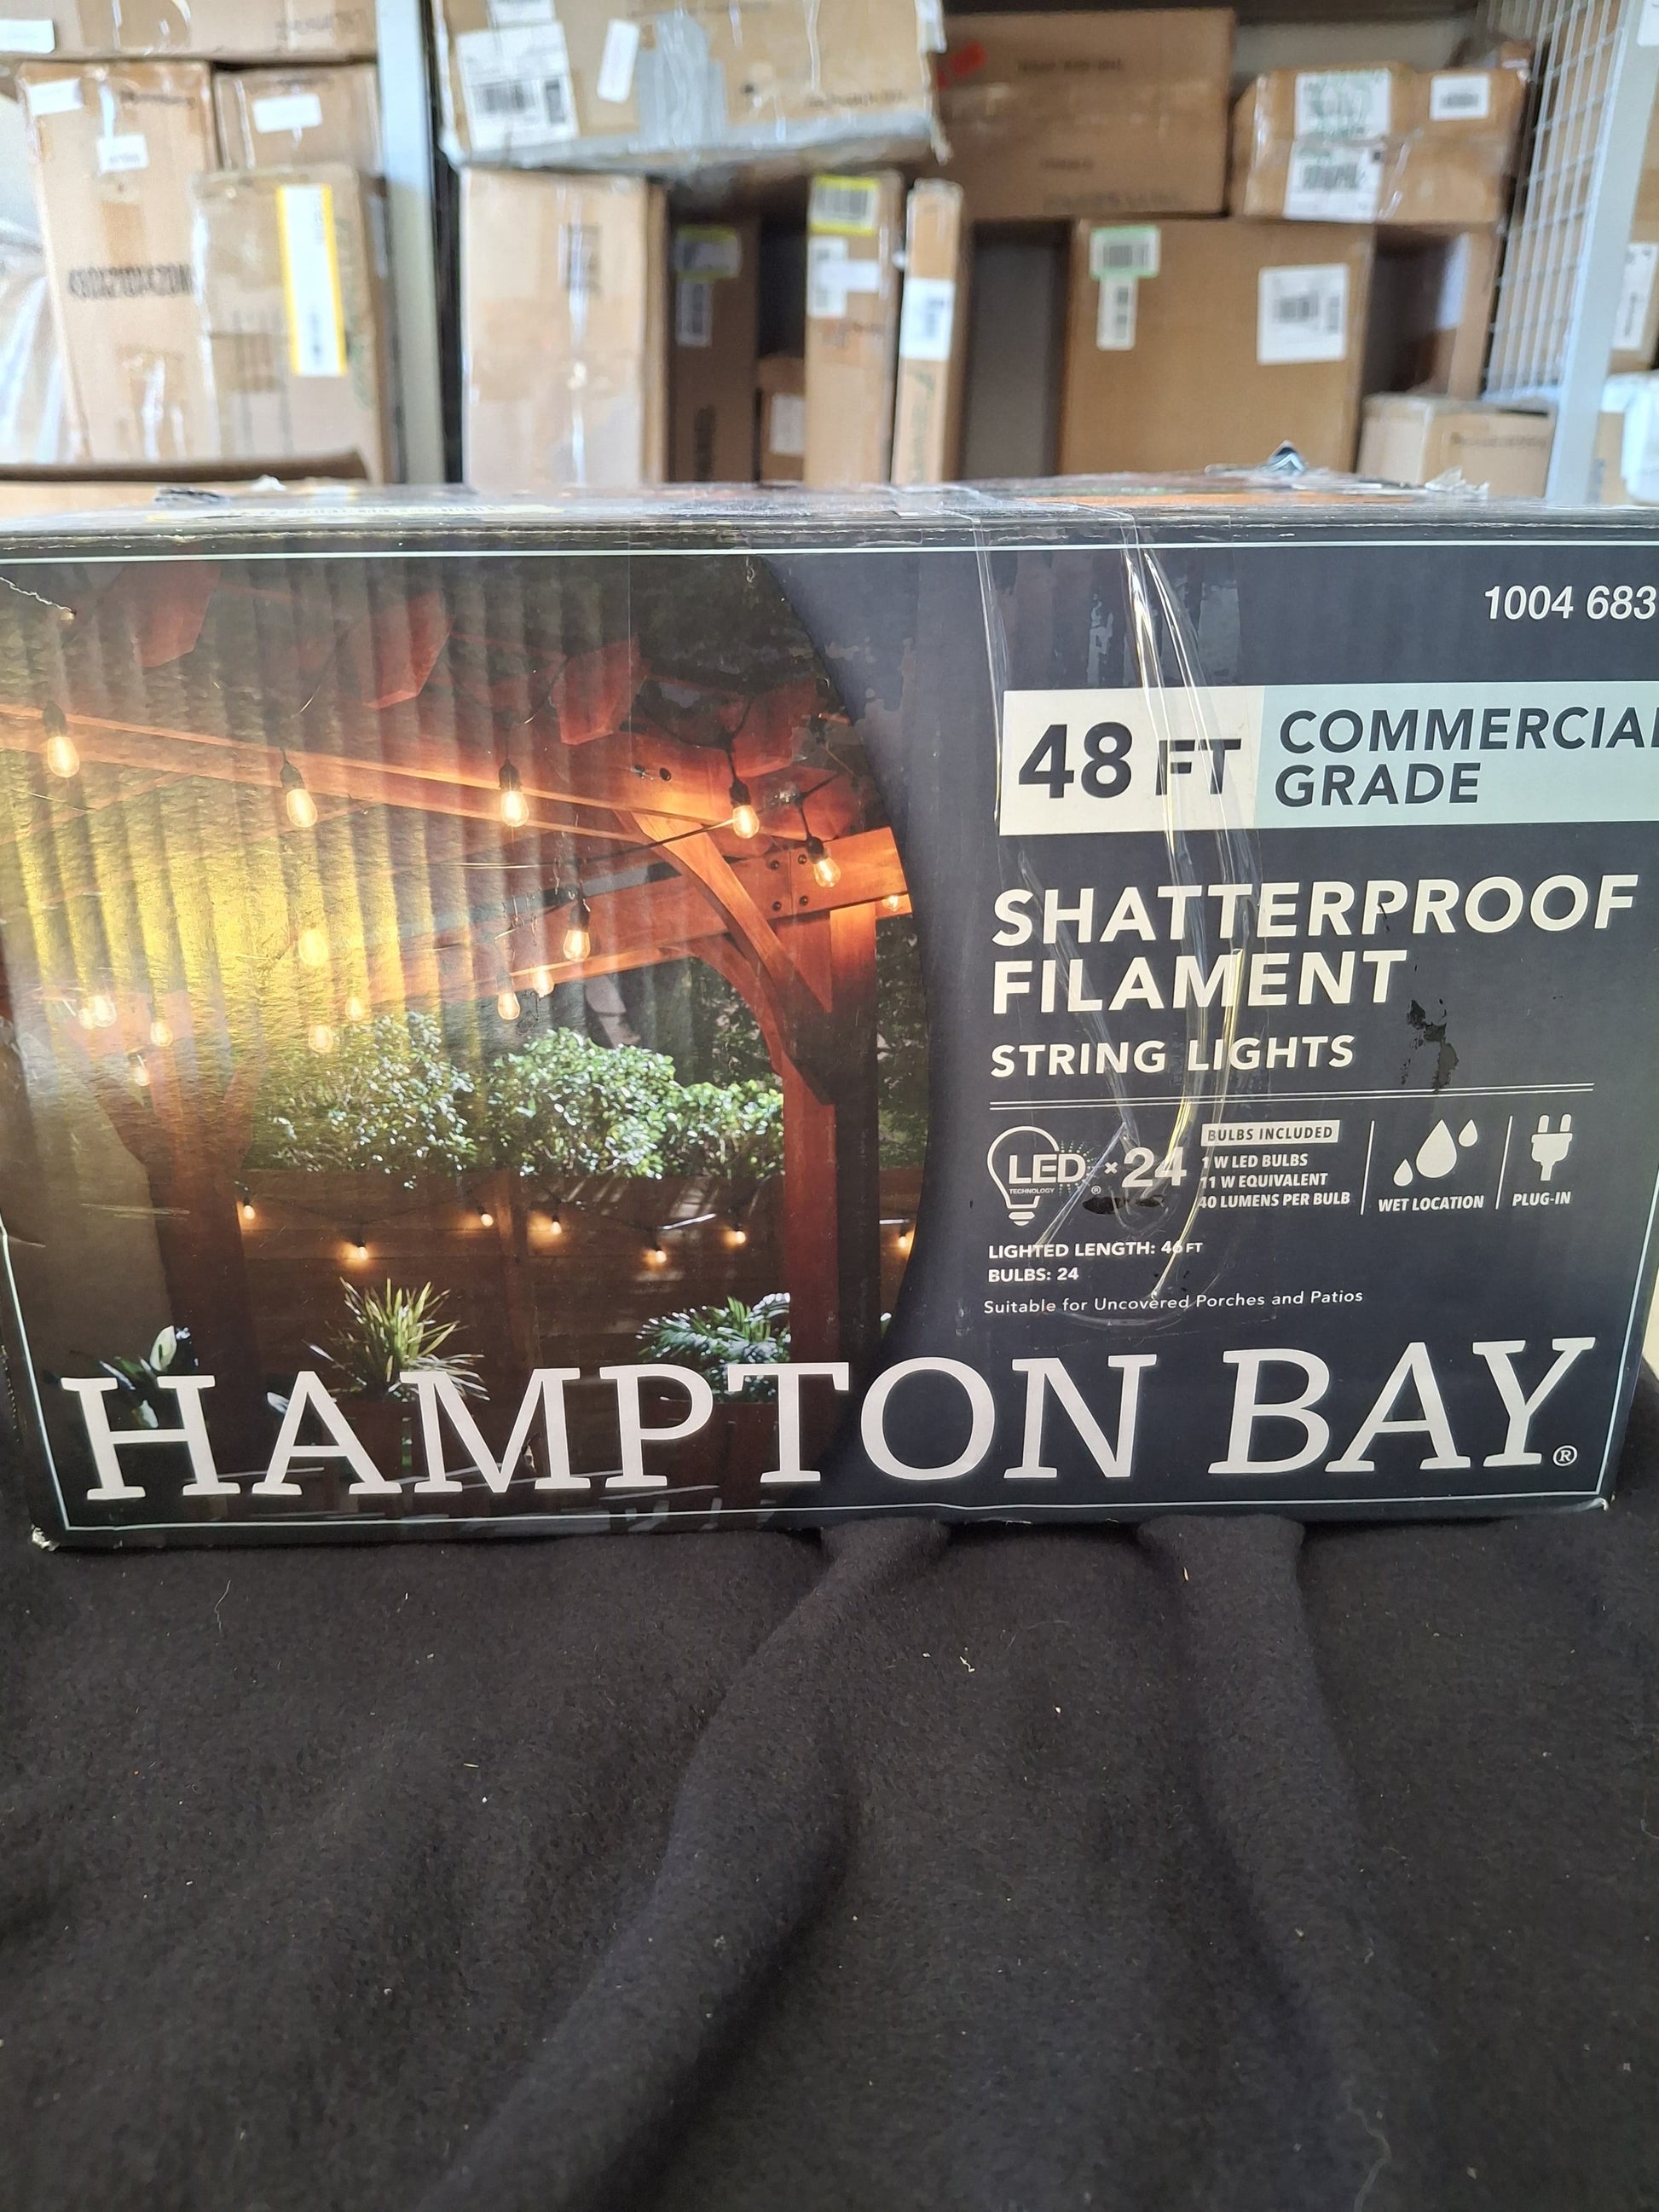 1004 683
48 FT
COMMERCIAL
GRADE
SHATTERPROOF
FILAMENT
STRING LIGHTS
LED
TECHNOLOGY
® × 24
BULBS INCLUDED
1 W LED BULBS
11 W EQUIVALENT
40 LUMENS PER BULB
WET LOCATION
PLUG-IN
LIGHTED LENGTH: 46 FT
BULBS: 24
Suitable for Uncovered Porches and Patios
HAMPTON BAY®